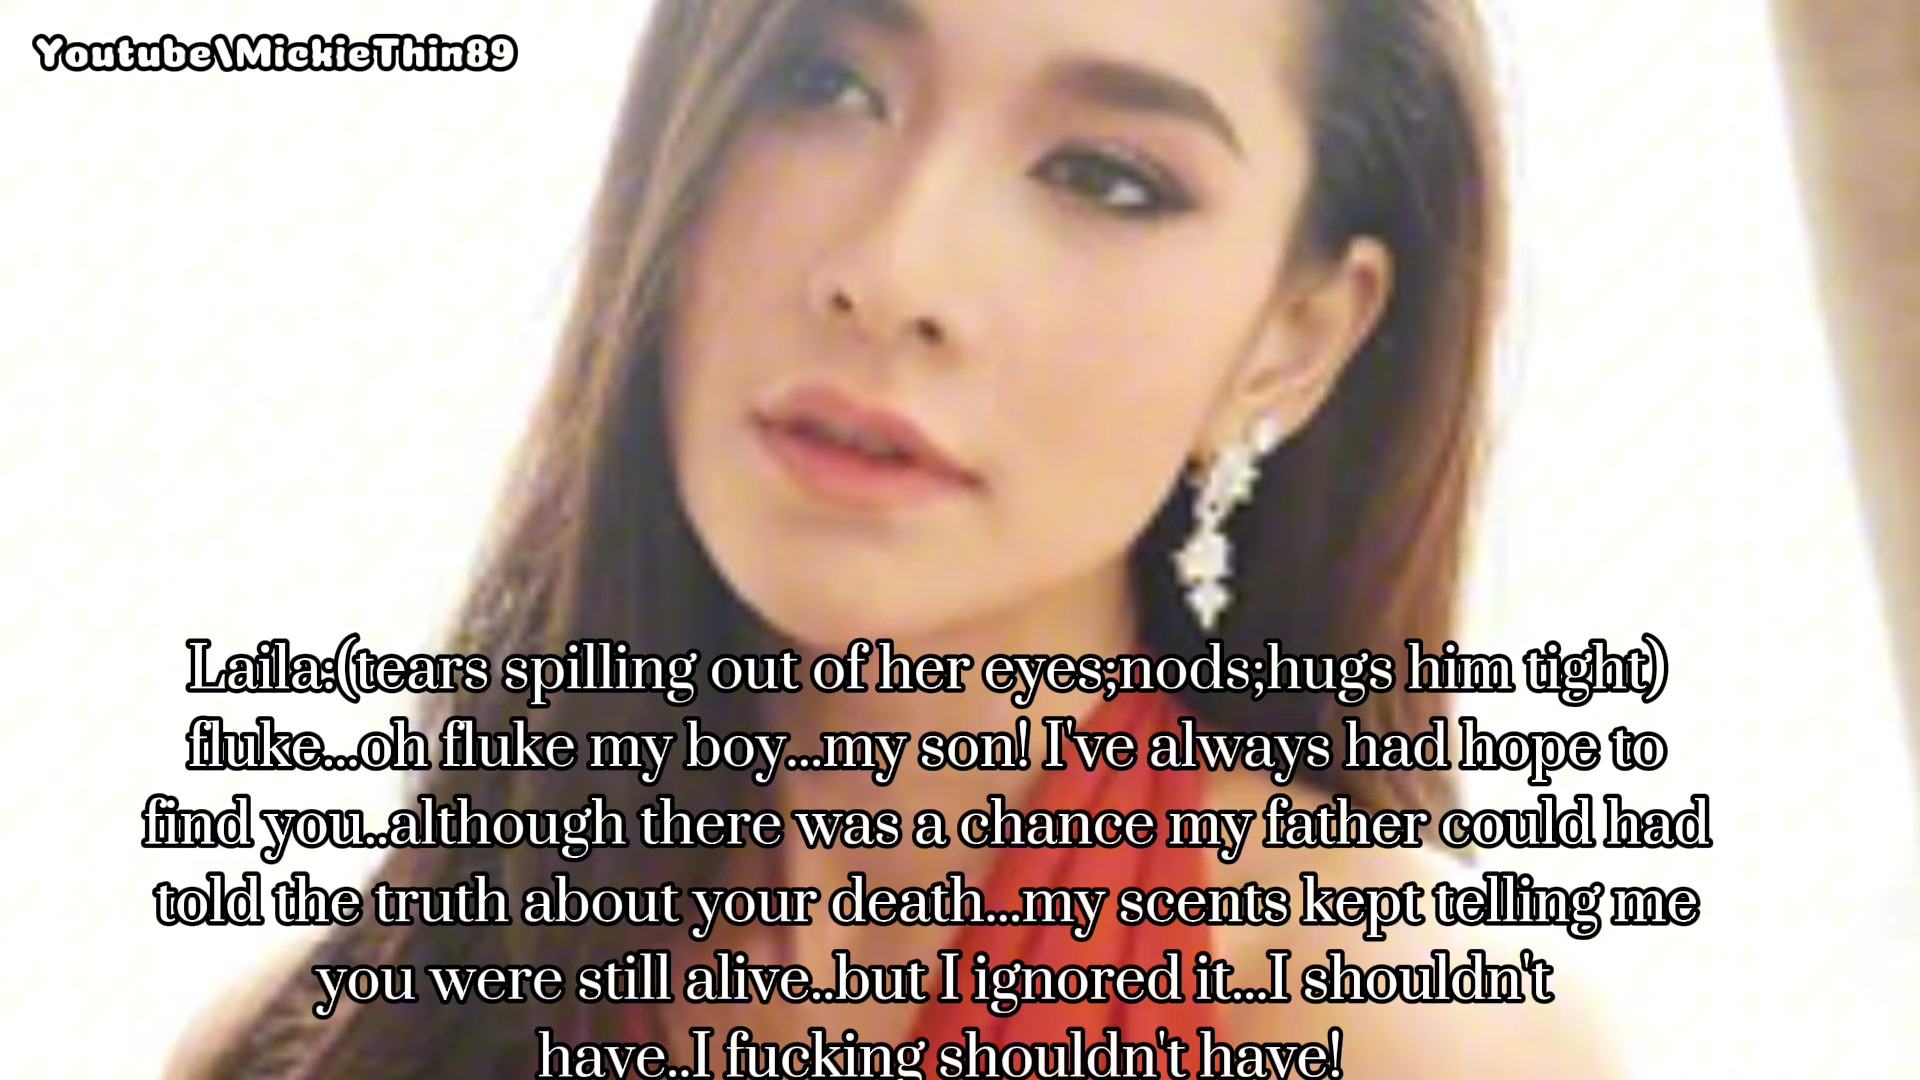 Youtube\MickieThin89
Laila:(tears spilling out of her eyes;nods;hugs him tight)
fluke...oh fluke my boy...my son! I've always had hope to
find you..although there was a chance my father could had
told the truth about your death...my scents kept telling me
you were still alive..but I ignored it...I shouldn't
have..I fucking shouldn't have!